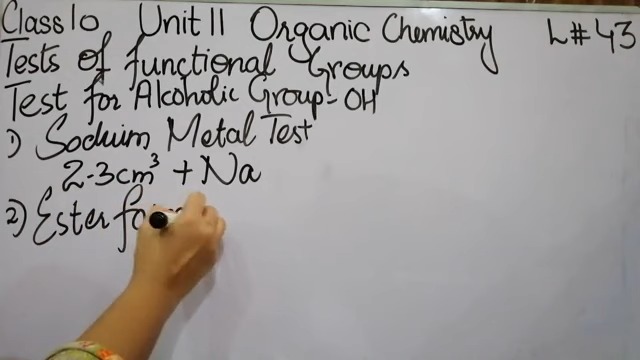 Class 10 Unit 11 Organic Chemistry L#43
Tests of functional Groups
Test for Alcoholic Group-OH
1) Sodium Metal Test
2-3cm³ + Na
2) Ester